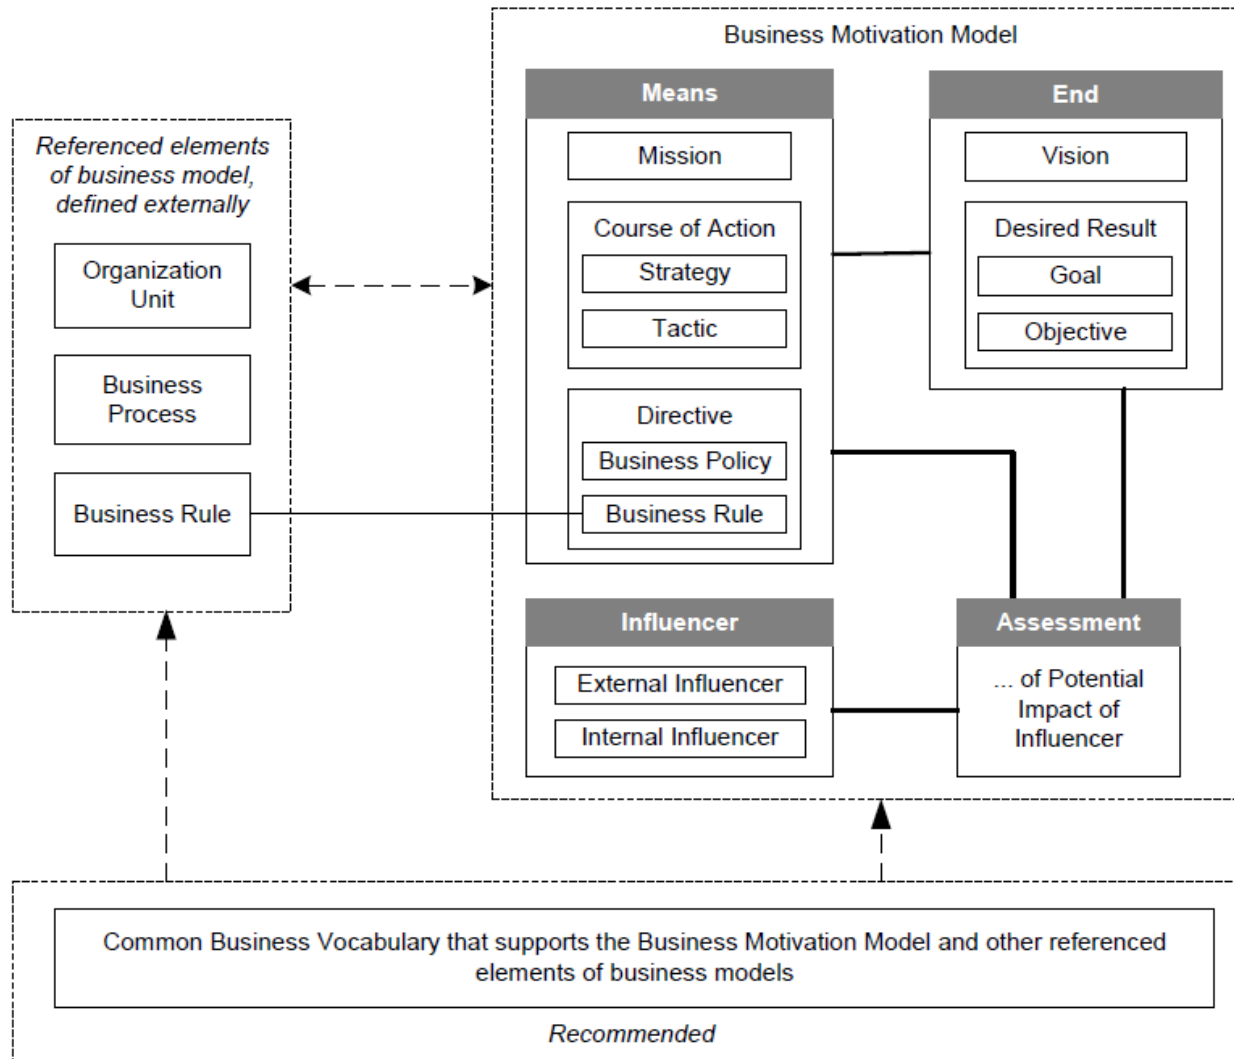 Business Motivation Model
Referenced elements
of business model,
defined externally
Organization
Unit
Business
Process
Business Rule
Means
Mission
Course of Action
Strategy
Tactic
Directive
Business Policy
Business Rule
End
Vision
Desired Result
Goal
Objective
Influencer
External Influencer
Internal Influencer
Assessment
... of Potential
Impact of
Influencer
Common Business Vocabulary that supports the Business Motivation Model and other referenced
elements of business models
Recommended